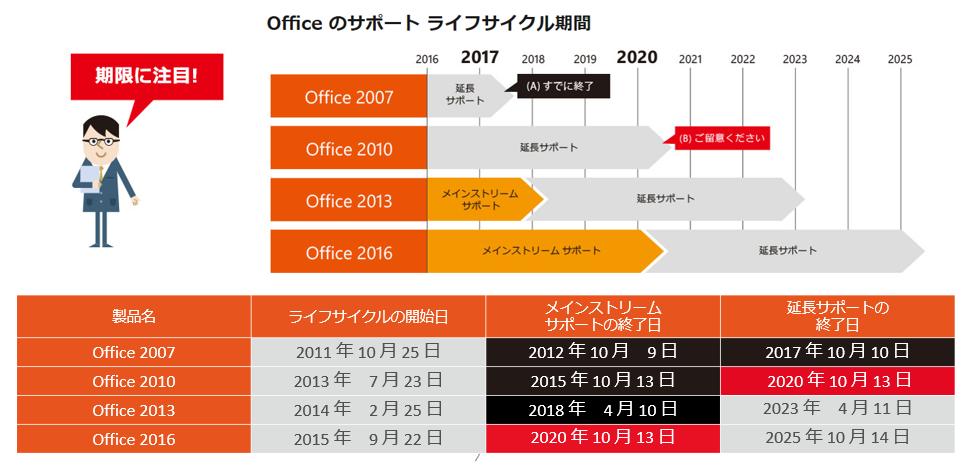 Office のサポート ライフサイクル期間
期限に注目!
2016 2017 2018 2019 2020 2021 2022 2023 2024 2025
Office 2007
延長
サポート
(A) すでに終了
Office 2010
延長サポート
(B) ご留意ください
Office 2013
メインストリーム
サポート
延長サポート
Office 2016
メインストリーム サポート
延長サポート
製品名 ライフサイクルの開始日 メインストリーム
サポートの終了日 延長サポートの
終了日
Office 2007 2011 年 10 月 25 日 2012 年 10 月 9 日 2017 年 10 月 10 日
Office 2010 2013 年 7 月 23 日 2015 年 10 月 13 日 2020 年 10 月 13 日
Office 2013 2014 年 2 月 25 日 2018 年 4 月 10 日 2023 年 4 月 11 日
Office 2016 2015 年 9 月 22 日 2020 年 10 月 13 日 2025 年 10 月 14 日